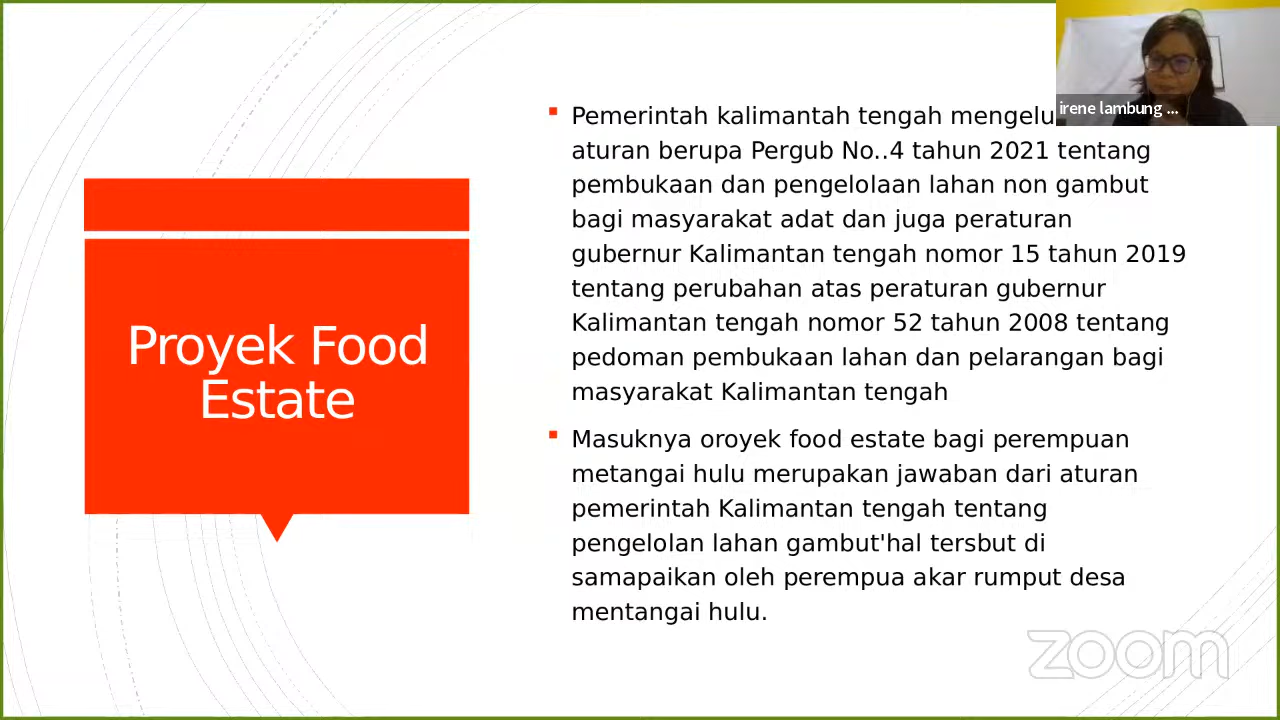 irene lambung ...
Proyek Food
Estate
Pemerintah kalimantah tengah mengelu
aturan berupa Pergub No..4 tahun 2021 tentang
pembukaan dan pengelolaan lahan non gambut
bagi masyarakat adat dan juga peraturan
gubernur Kalimantan tengah nomor 15 tahun 2019
tentang perubahan atas peraturan gubernur
Kalimantan tengah nomor 52 tahun 2008 tentang
pedoman pembukaan lahan dan pelarangan bagi
masyarakat Kalimantan tengah
Masuknya oroyek food estate bagi perempuan
metangai hulu merupakan jawaban dari aturan
pemerintah Kalimantan tengah tentang
pengelolan lahan gambut'hal tersbut di
samapaikan oleh perempua akar rumput desa
mentangai hulu.
zoom